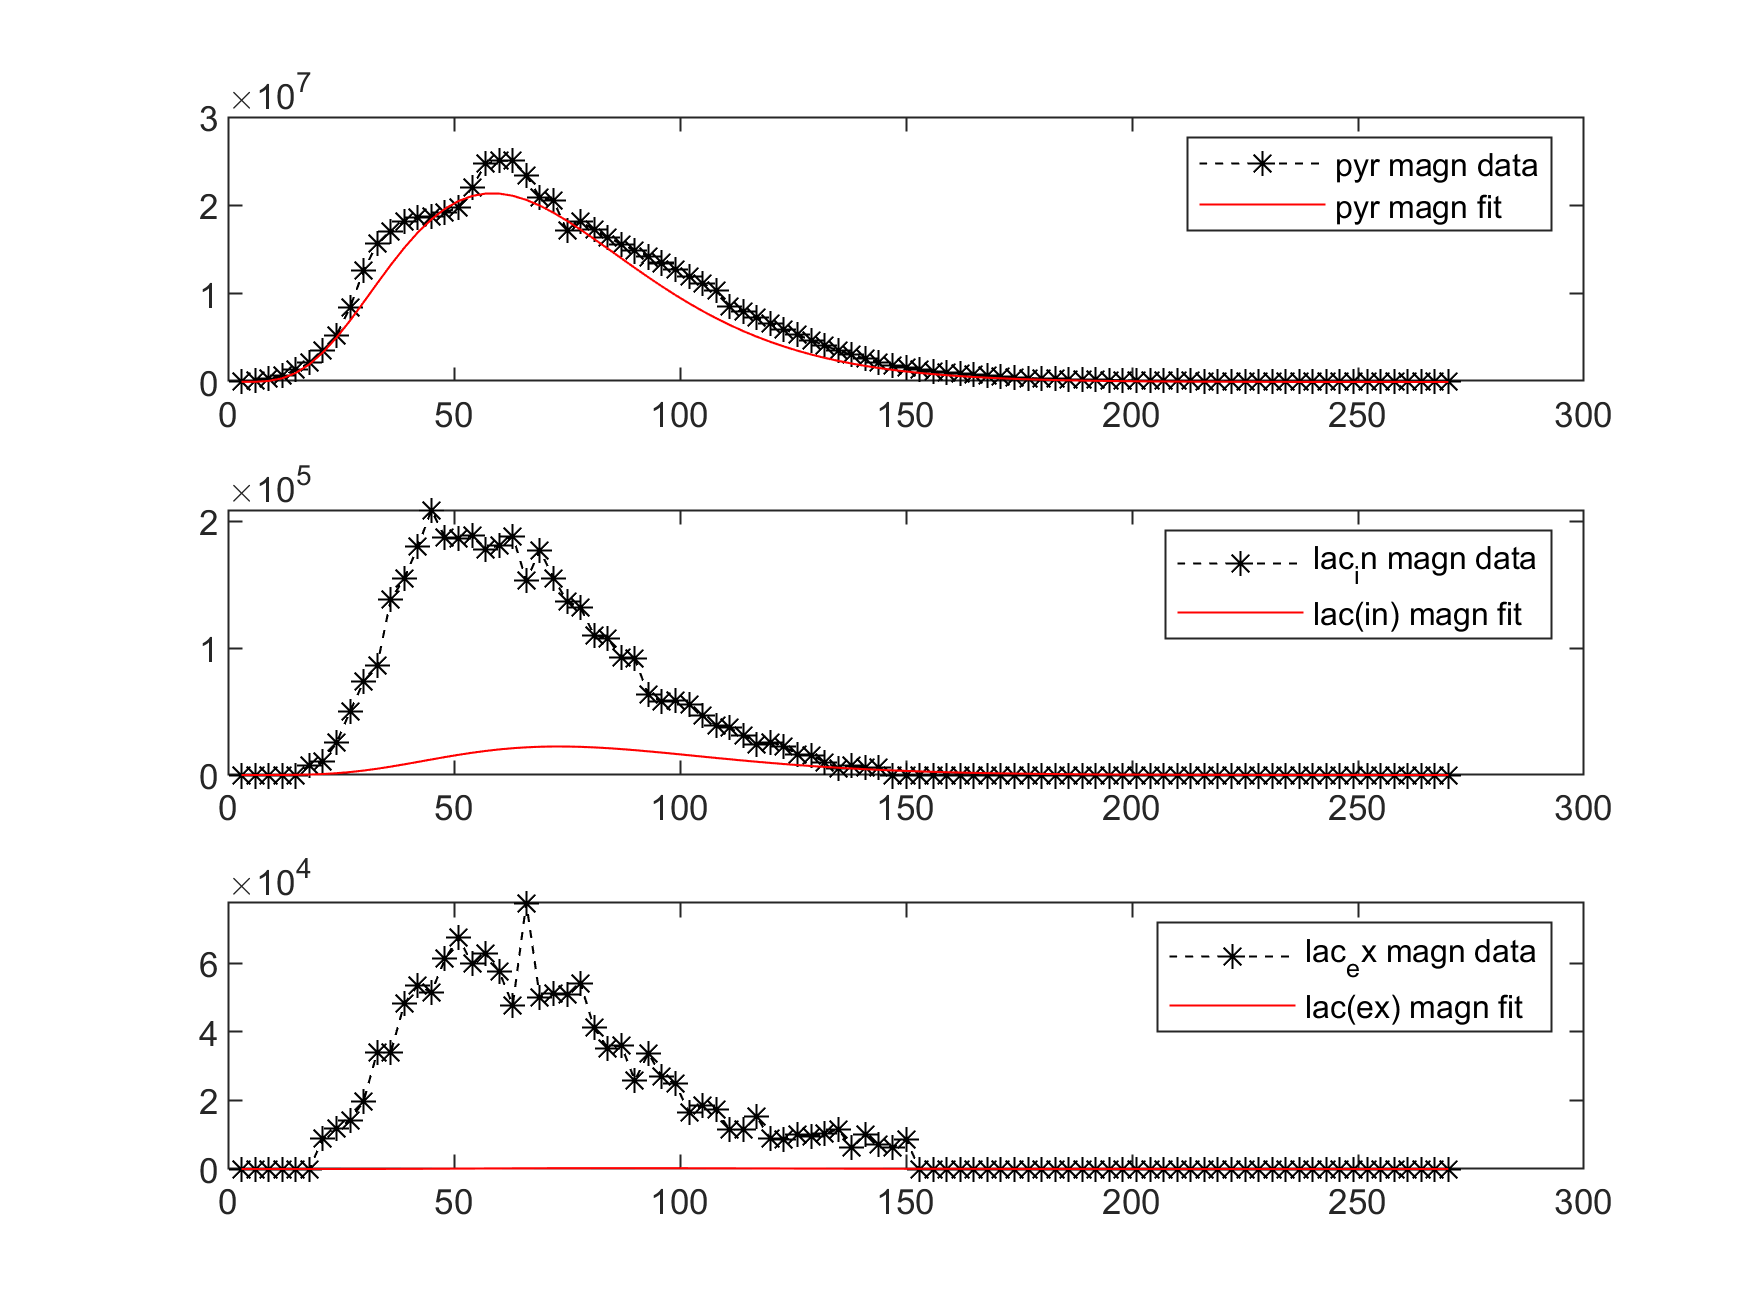 ×10^7
3
2
1
0
pyr magn data
pyr magn fit
0 50 100 150 200 250 300
×10^5
2
1
0
lac_in magn data
lac(in) magn fit
0 50 100 150 200 250 300
×10^4
6
4
2
0
lac_ex magn data
lac(ex) magn fit
0 50 100 150 200 250 300